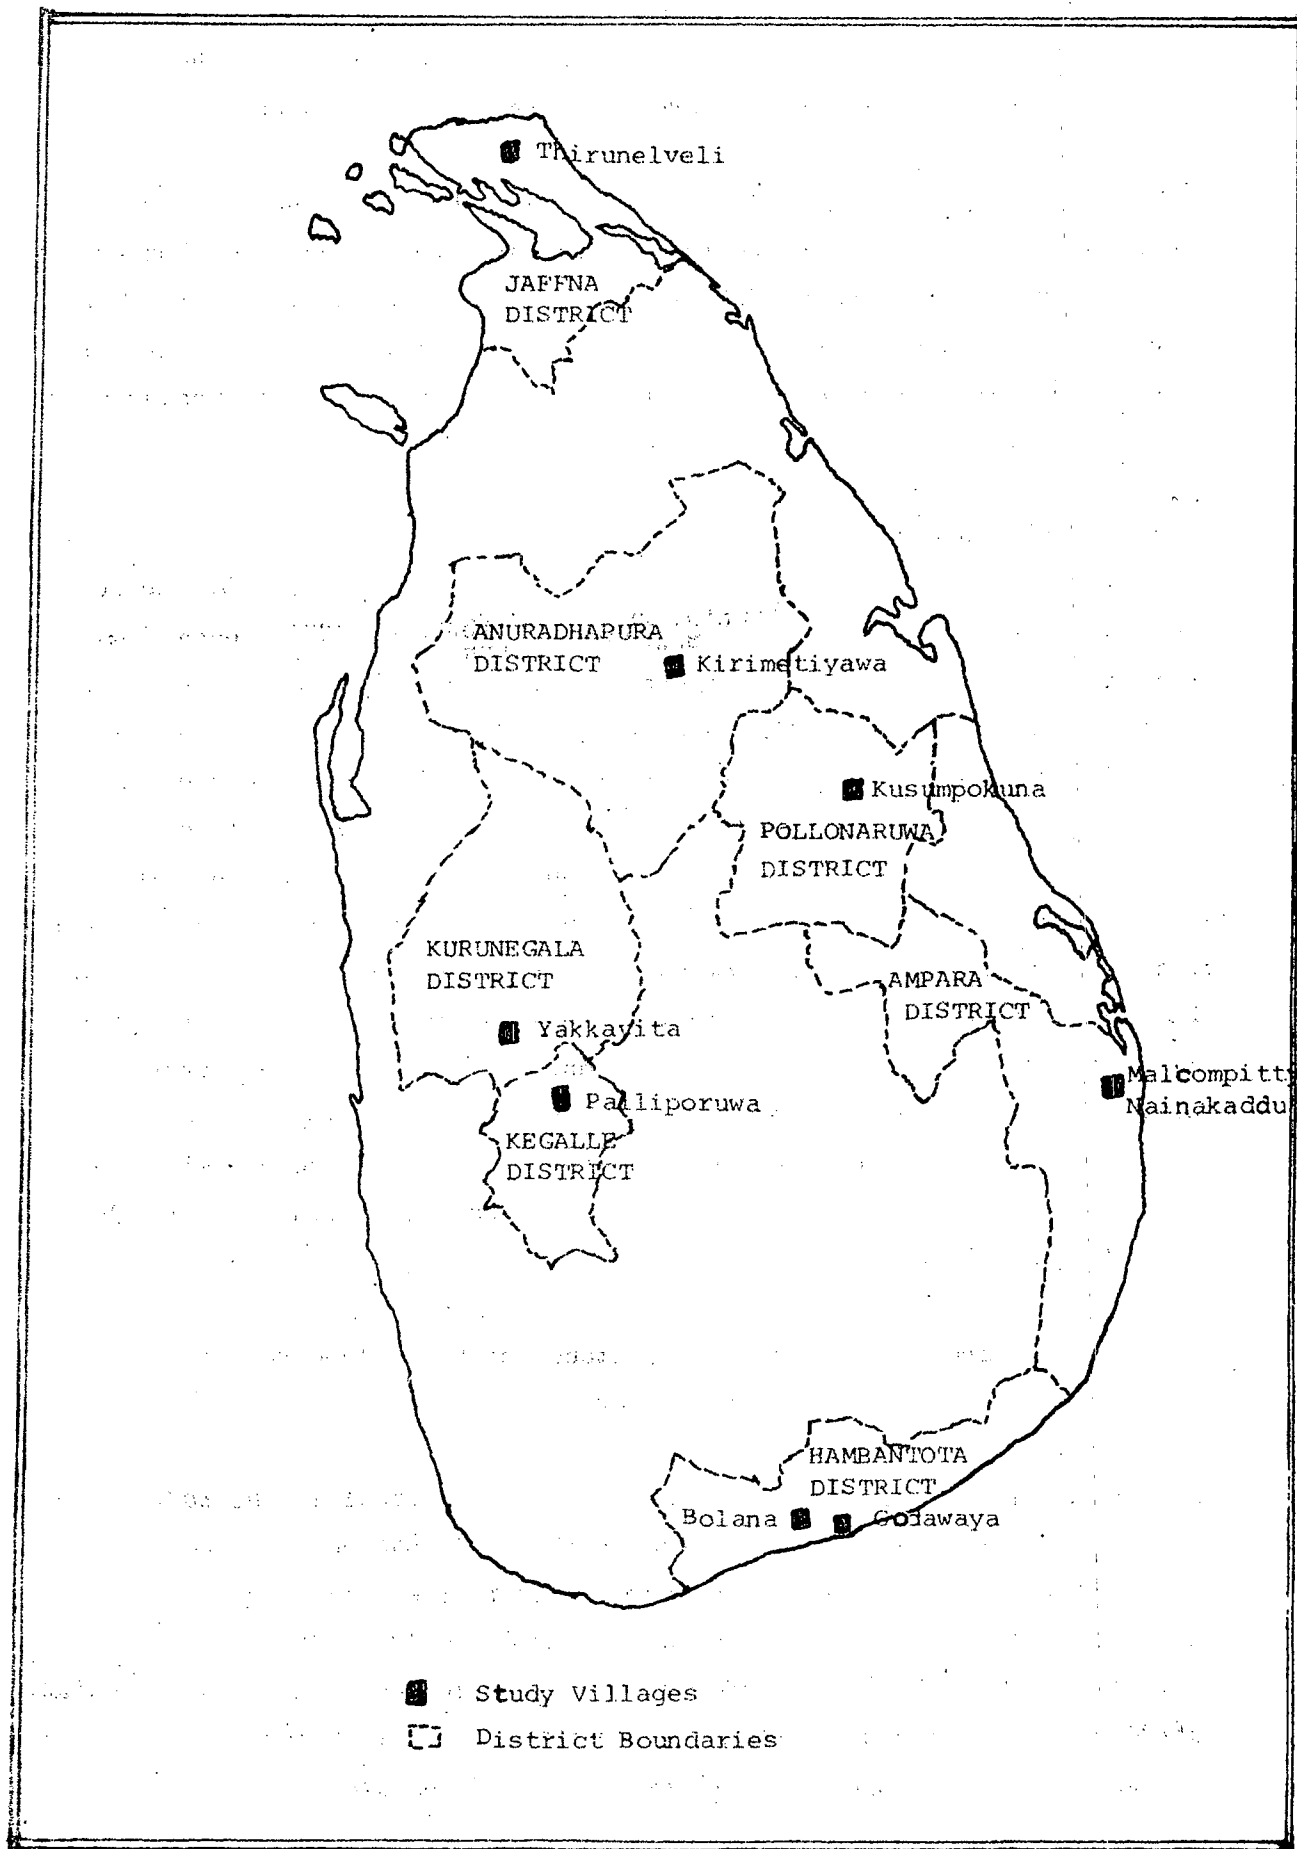 Thirunelveli
JAFFNA
DISTRICT
ANURADHAPURA
DISTRICT
Kirimetiyawa
Kusumpokuna
POLLONARUWA
DISTRICT
KURUNEGALA
DISTRICT
AMPARA
DISTRICT
Yakkavita
Malcompitty
Nainakaddu
Palliporuwa
KEGALLE
DISTRICT
HAMBANTOTA
DISTRICT
Bolana
Godawaya
Study Villages
District Boundaries